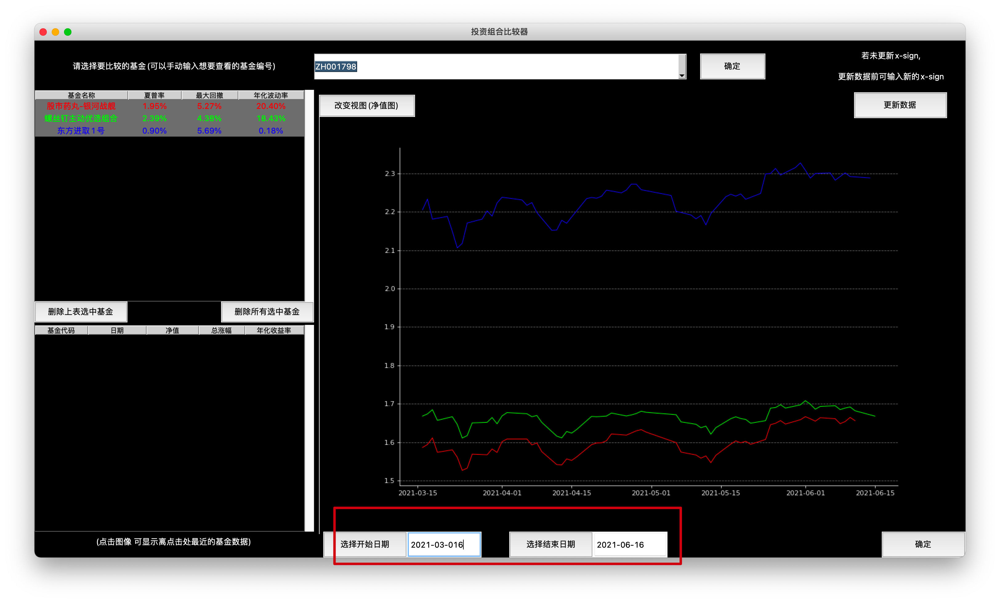 投资组合比较器
请选择要比较的基金(可以手动输入想要查看的基金编号)
ZH001798
确定
若未更新x-sign,
更新数据前可输入新的x-sign
更新数据
改变视图(净值图)
基金名称 夏普率 最大回撤 年化波动率
股市药丸-银河战舰 1.95% 5.27% 20.40%
螺丝钉主动优选组合 2.39% 4.38% 18.43%
东方进取1号 0.90% 5.69% 0.18%
删除上表选中基金
删除所有选中基金
基金代码 日期 净值 总涨幅 年化收益率
(点击图像 可显示离点击处最近的基金数据)
2.3
2.2
2.1
2.0
1.9
1.8
1.7
1.6
1.5
2021-03-15 2021-04-01 2021-04-15 2021-05-01 2021-05-15 2021-06-01 2021-06-15
选择开始日期 2021-03-016 选择结束日期 2021-06-16 确定